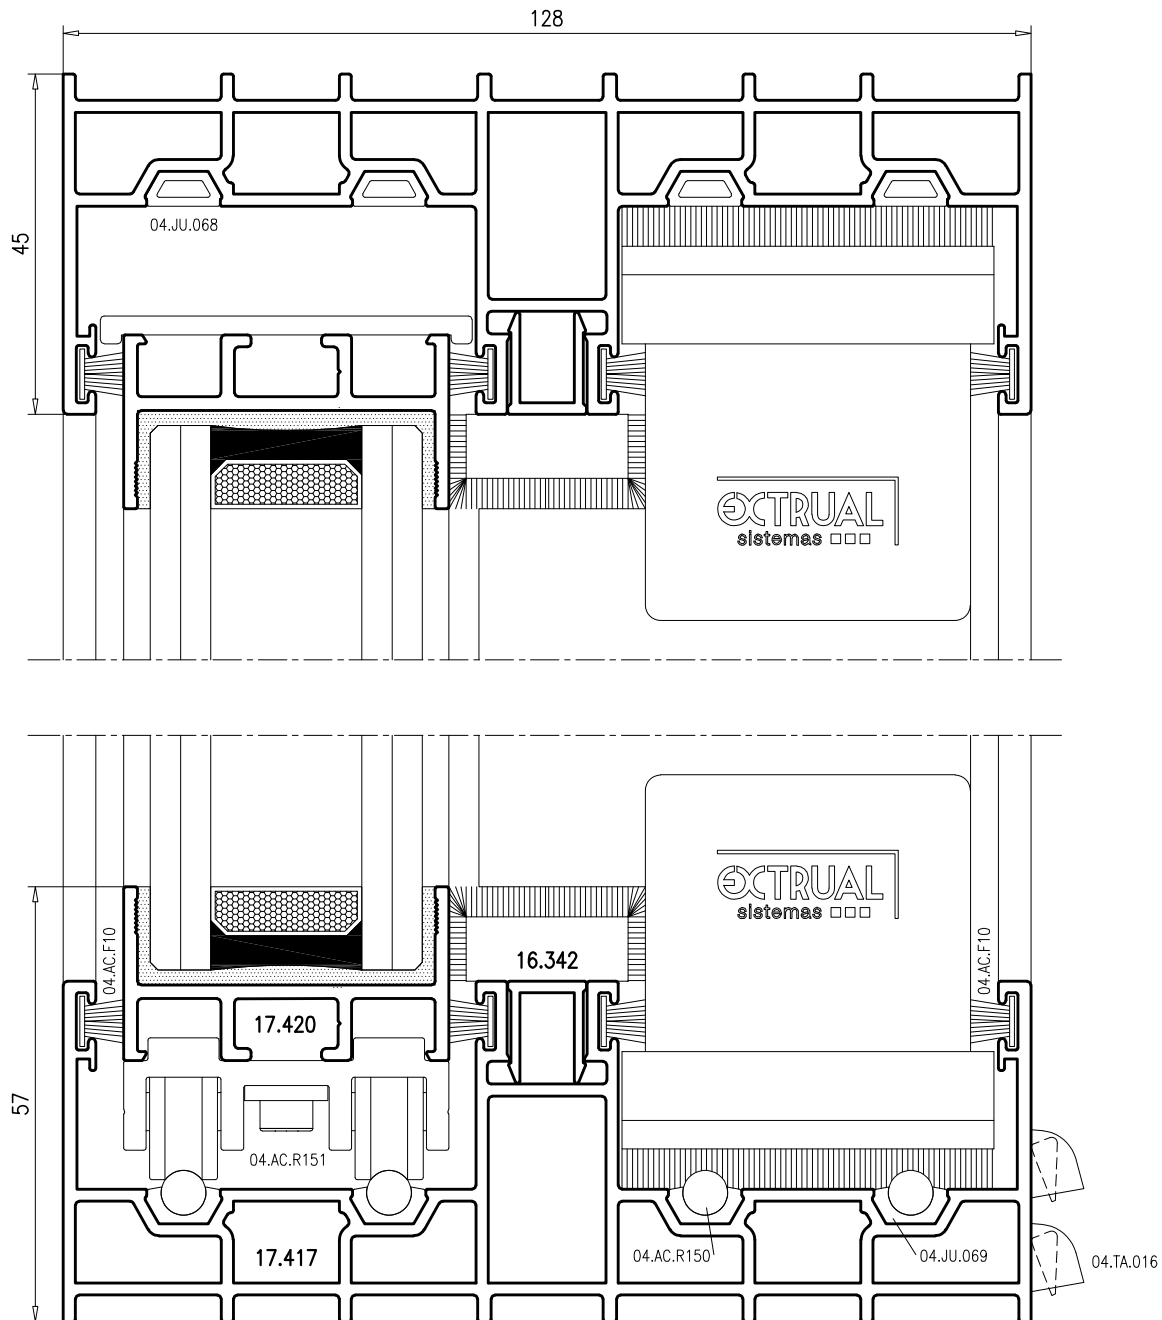 128
45
04.JU.068
EXTRUAL
sistemas
EXTRUAL
sistemas
04.AC.F10
04.AC.F10
16.342
17.420
57
04.AC.R151
17.417
04.AC.R150
04.JU.069
04.TA.016